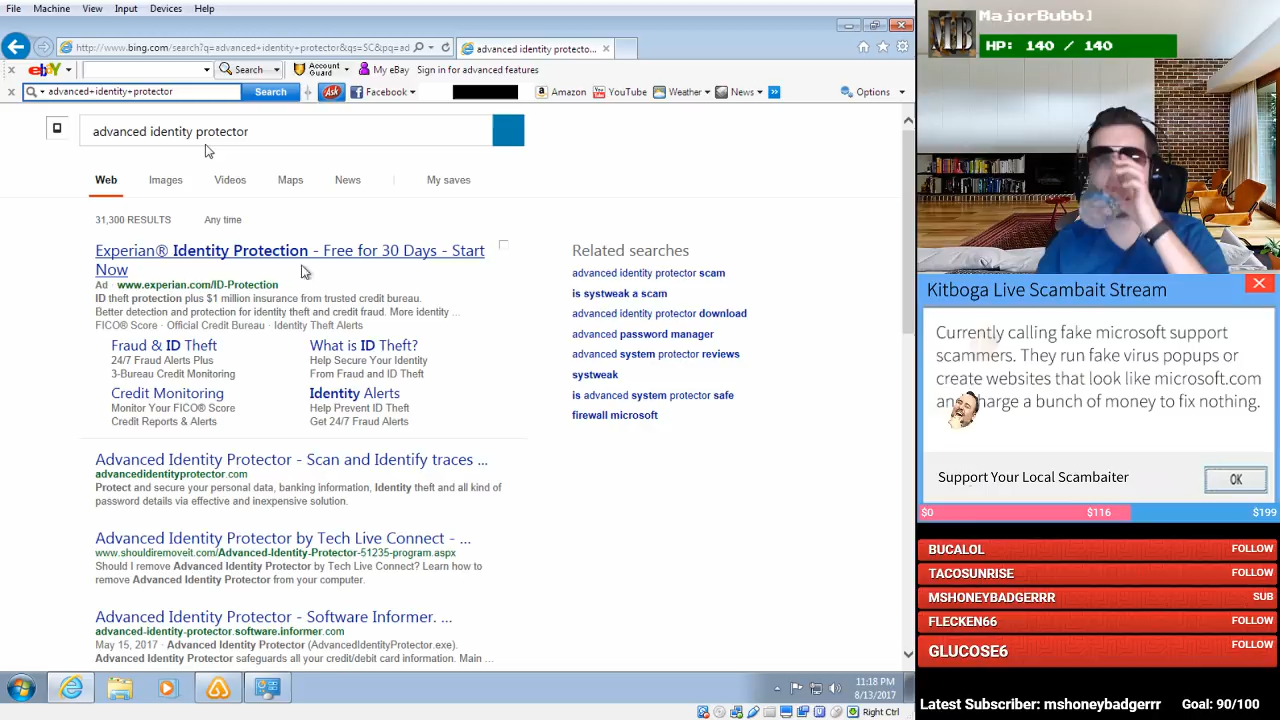 File Machine View Input Devices Help
http://www.bing.com/search?q=advanced+identity+protector&qs=SC&pq=ad
advanced identity protecto...
ebY Search Account Guard My eBay Sign in for advanced features
advanced+identity+protector Search Ask Facebook Amazon YouTube Weather News Options
advanced identity protector
Web Images Videos Maps News My saves
31,300 RESULTS Any time
Experian® Identity Protection - Free for 30 Days - Start
Now
Ad www.experian.com/ID-Protection
ID theft protection plus $1 million insurance from trusted credit bureau.
Better detection and protection for identity theft and credit fraud. More identity ...
FICO® Score · Official Credit Bureau · Identity Theft Alerts
Fraud & ID Theft
24/7 Fraud Alerts Plus
3-Bureau Credit Monitoring
What is ID Theft?
Help Secure Your Identity
From Fraud and ID Theft
Credit Monitoring
Monitor Your FICO® Score
Credit Reports & Alerts
Identity Alerts
Help Prevent ID Theft
Get 24/7 Fraud Alerts
Advanced Identity Protector - Scan and Identify traces ...
advancedidentityprotector.com
Protect and secure your personal data, banking information, Identity theft and all kind of
password details via effective and inexpensive solution.
Advanced Identity Protector by Tech Live Connect - ...
www.shouldiremoveit.com/Advanced-Identity-Protector-51235-program.aspx
Should I remove Advanced Identity Protector by Tech Live Connect? Learn how to
remove Advanced Identity Protector from your computer.
Advanced Identity Protector - Software Informer. ...
advanced-identity-protector.software.informer.com
May 15, 2017 · Advanced Identity Protector (AdvancedIdentityProtector.exe).
Advanced Identity Protector safeguards all your credit/debit card information. Main ...
Related searches
advanced identity protector scam
is systweak a scam
advanced identity protector download
advanced password manager
advanced system protector reviews
systweak
is advanced system protector safe
firewall microsoft
11:18 PM
8/13/2017
Right Ctrl
MB
MajorBubb]
HP: 140 / 140
Kitboga Live Scambait Stream
Currently calling fake microsoft support
scammers. They run fake virus popups or
create websites that look like microsoft.com
charge a bunch of money to fix nothing.
Support Your Local Scambaiter
OK
$0 $116 $199
BUCALOL FOLLOW
TACOSUNRISE FOLLOW
MSHONEYBADGERRR SUB
FLECKEN66 FOLLOW
GLUCOSE6 FOLLOW
Latest Subscriber: mshoneybadgerrr Goal: 90/100